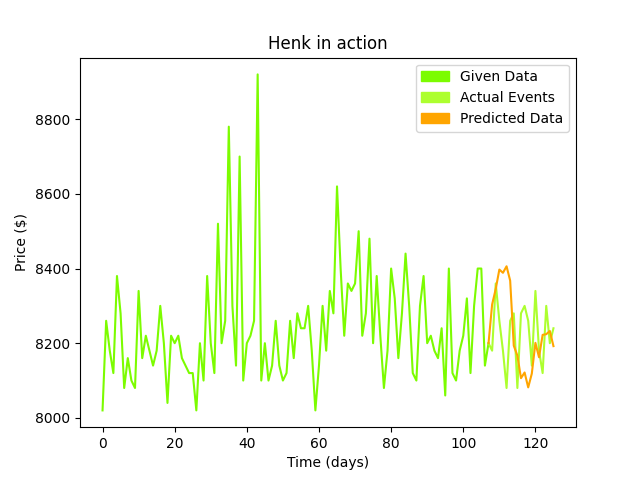 Henk in action
Given Data
Actual Events
Predicted Data
Price ($)
8800
8600
8400
8200
8000
0 20 40 60 80 100 120
Time (days)